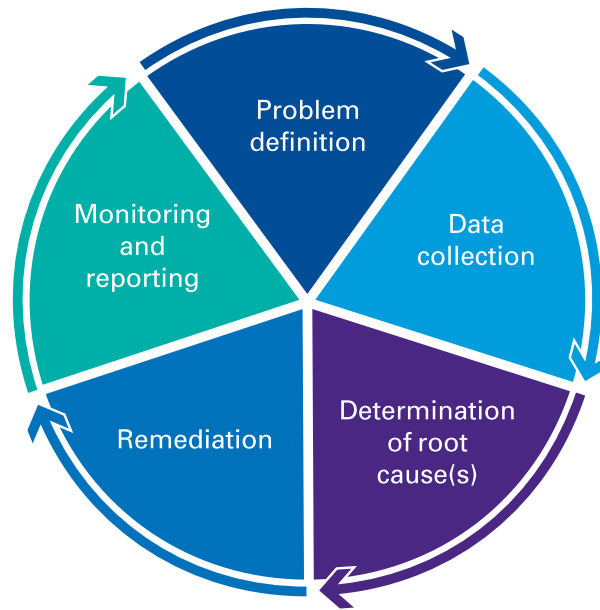 Problem
definition
Data
collection
Determination
of root
cause(s)
Remediation
Monitoring
and
reporting